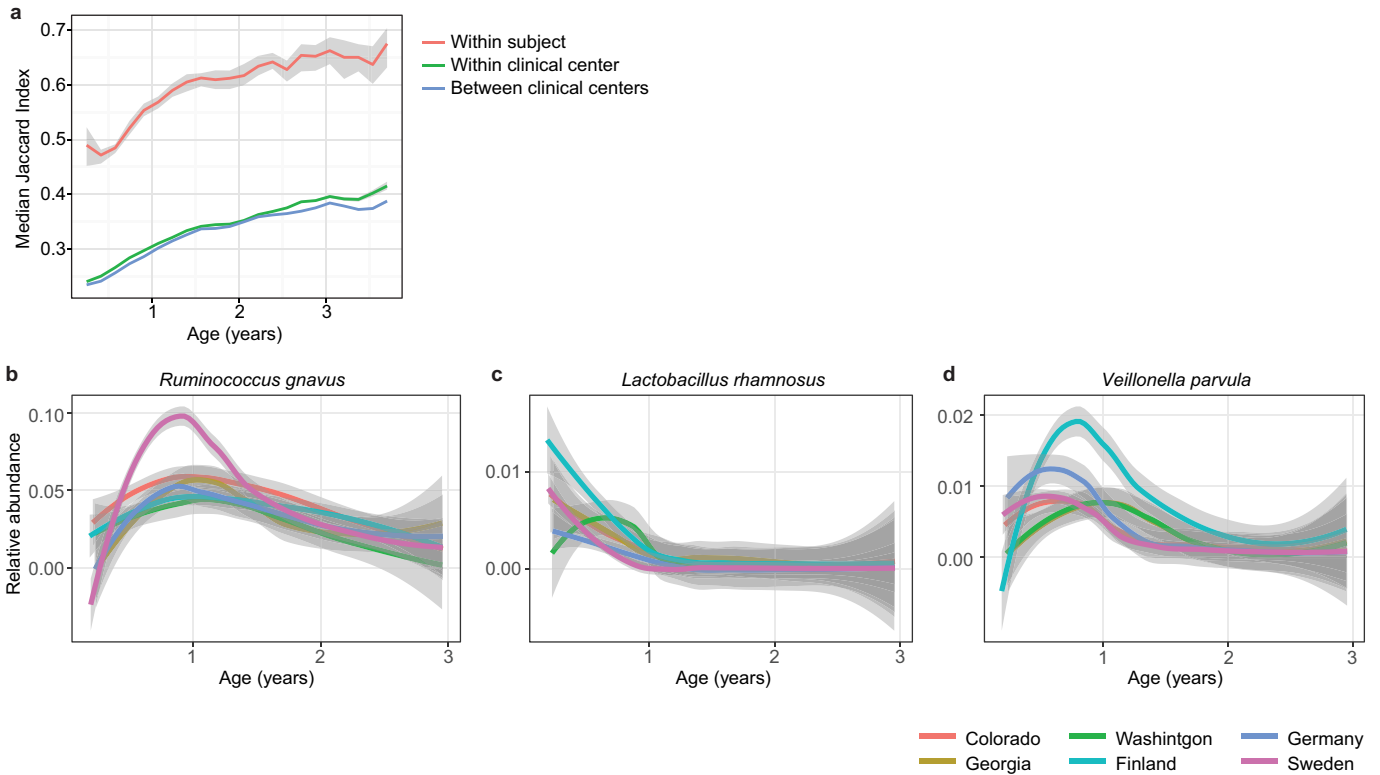 a
0.7
0.6
0.5
0.4
0.3
Median Jaccard Index
1 2 3
Age (years)
Within subject
Within clinical center
Between clinical centers
b
Ruminococcus gnavus
0.10
0.05
0.00
Relative abundance
1 2 3
Age (years)
c
Lactobacillus rhamnosus
0.01
0.00
1 2 3
Age (years)
d
Veillonella parvula
0.02
0.01
0.00
1 2 3
Age (years)
Colorado Washintgon Germany
Georgia Finland Sweden